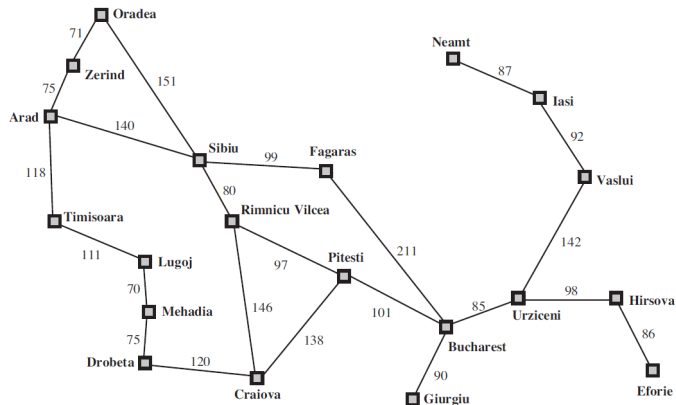 Oradea
71
Neamt
Zerind
87
75
151
Iasi
Arad
140
92
Sibiu
Fagaras
99
118
Vaslui
80
Timisoara
Rimnicu Vilcea
142
111
211
Lugoj
97
Pitesti
70
98
Hirsova
146
101
85
Urziceni
Mehadia
138
86
Bucharest
75
120
Drobeta
90
Craiova
Eforie
Giurgiu